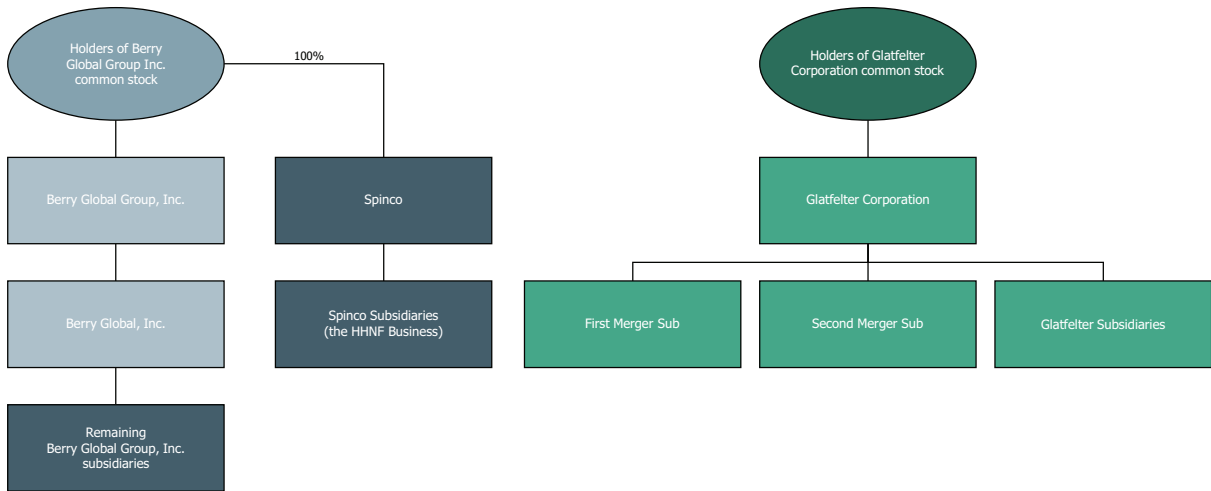 Holders of Berry
Global Group Inc.
common stock
100%
Holders of Glatfelter
Corporation common stock
Berry Global Group, Inc.
Spinco
Glatfelter Corporation
Berry Global, Inc.
Spinco Subsidiaries
(the HHNF Business)
First Merger Sub
Second Merger Sub
Glatfelter Subsidiaries
Remaining
Berry Global Group, Inc.
subsidiaries